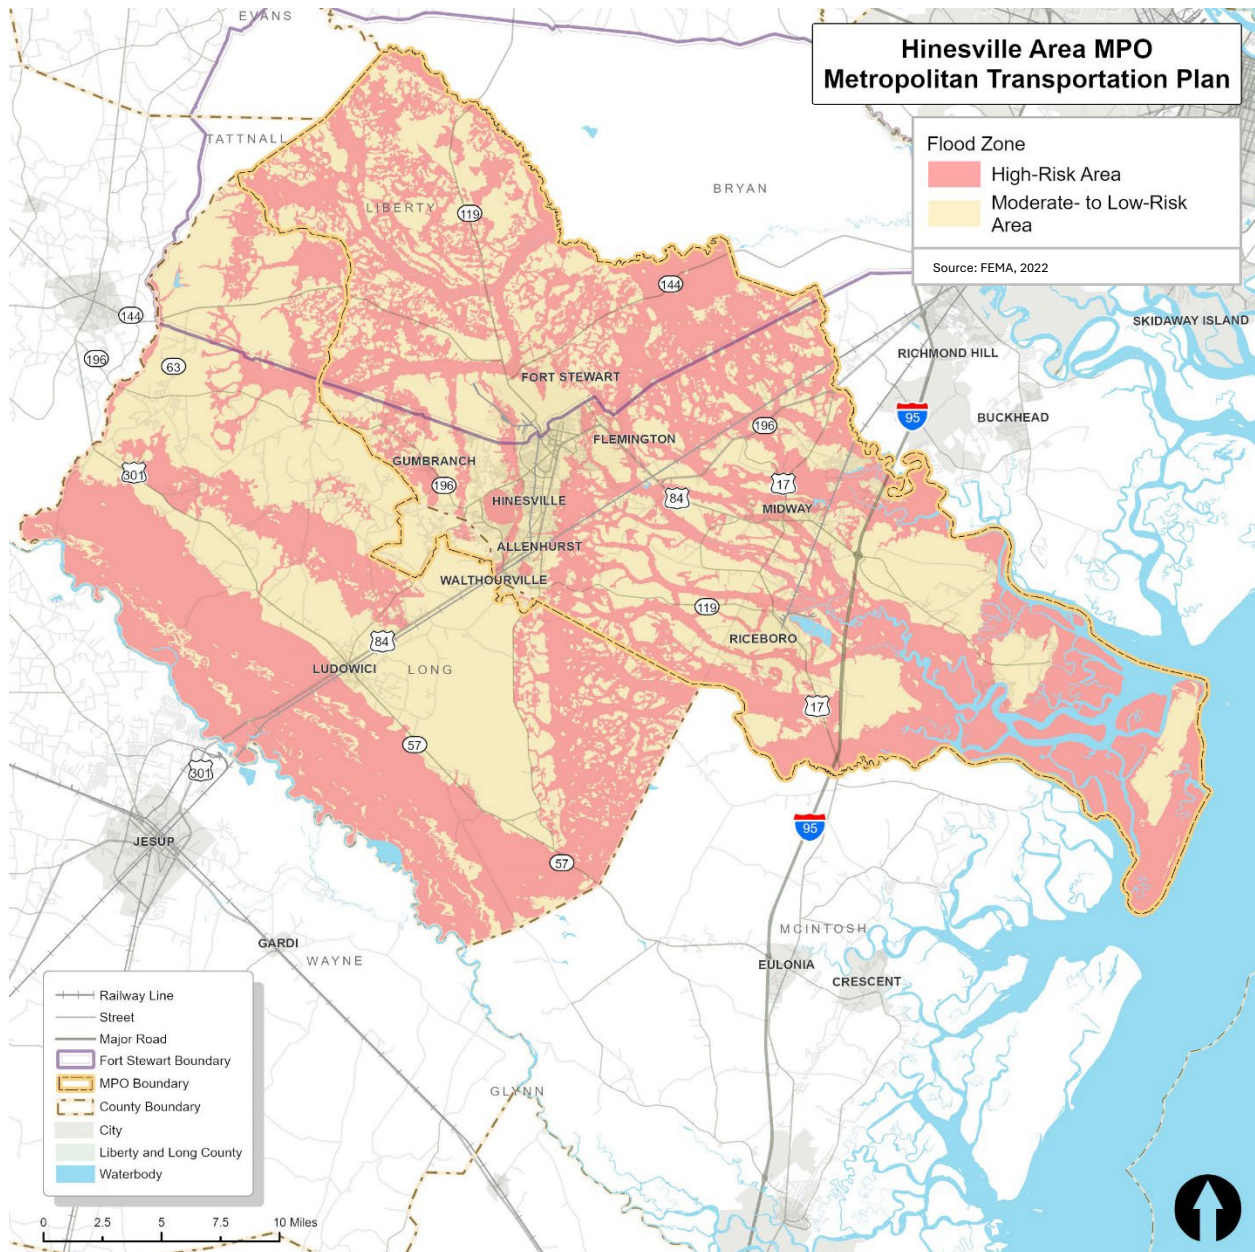 Hinesville Area MPO
Metropolitan Transportation Plan
Flood Zone
High-Risk Area
Moderate- to Low-Risk
Area
Source: FEMA, 2022
EVANS
TATTNALL
LIBERTY
119
BRYAN
144
144
196
63
SKIDAWAY ISLAND
RICHMOND HILL
FORT STEWART
95
BUCKHEAD
196
FLEMINGTON
GUMBRANCH
301
196
17
84
HINESVILLE
MIDWAY
ALLENHURST
WALTHOURVILLE
119
84
RICEBORO
LUDOWICI
LONG
17
57
301
95
JESUP
57
MCINTOSH
GARDI
WAYNE
EULONIA
CRESCENT
GLYNN
Railway Line
Street
Major Road
Fort Stewart Boundary
MPO Boundary
County Boundary
City
Liberty and Long County
Waterbody
0 2.5 5 7.5 10 Miles